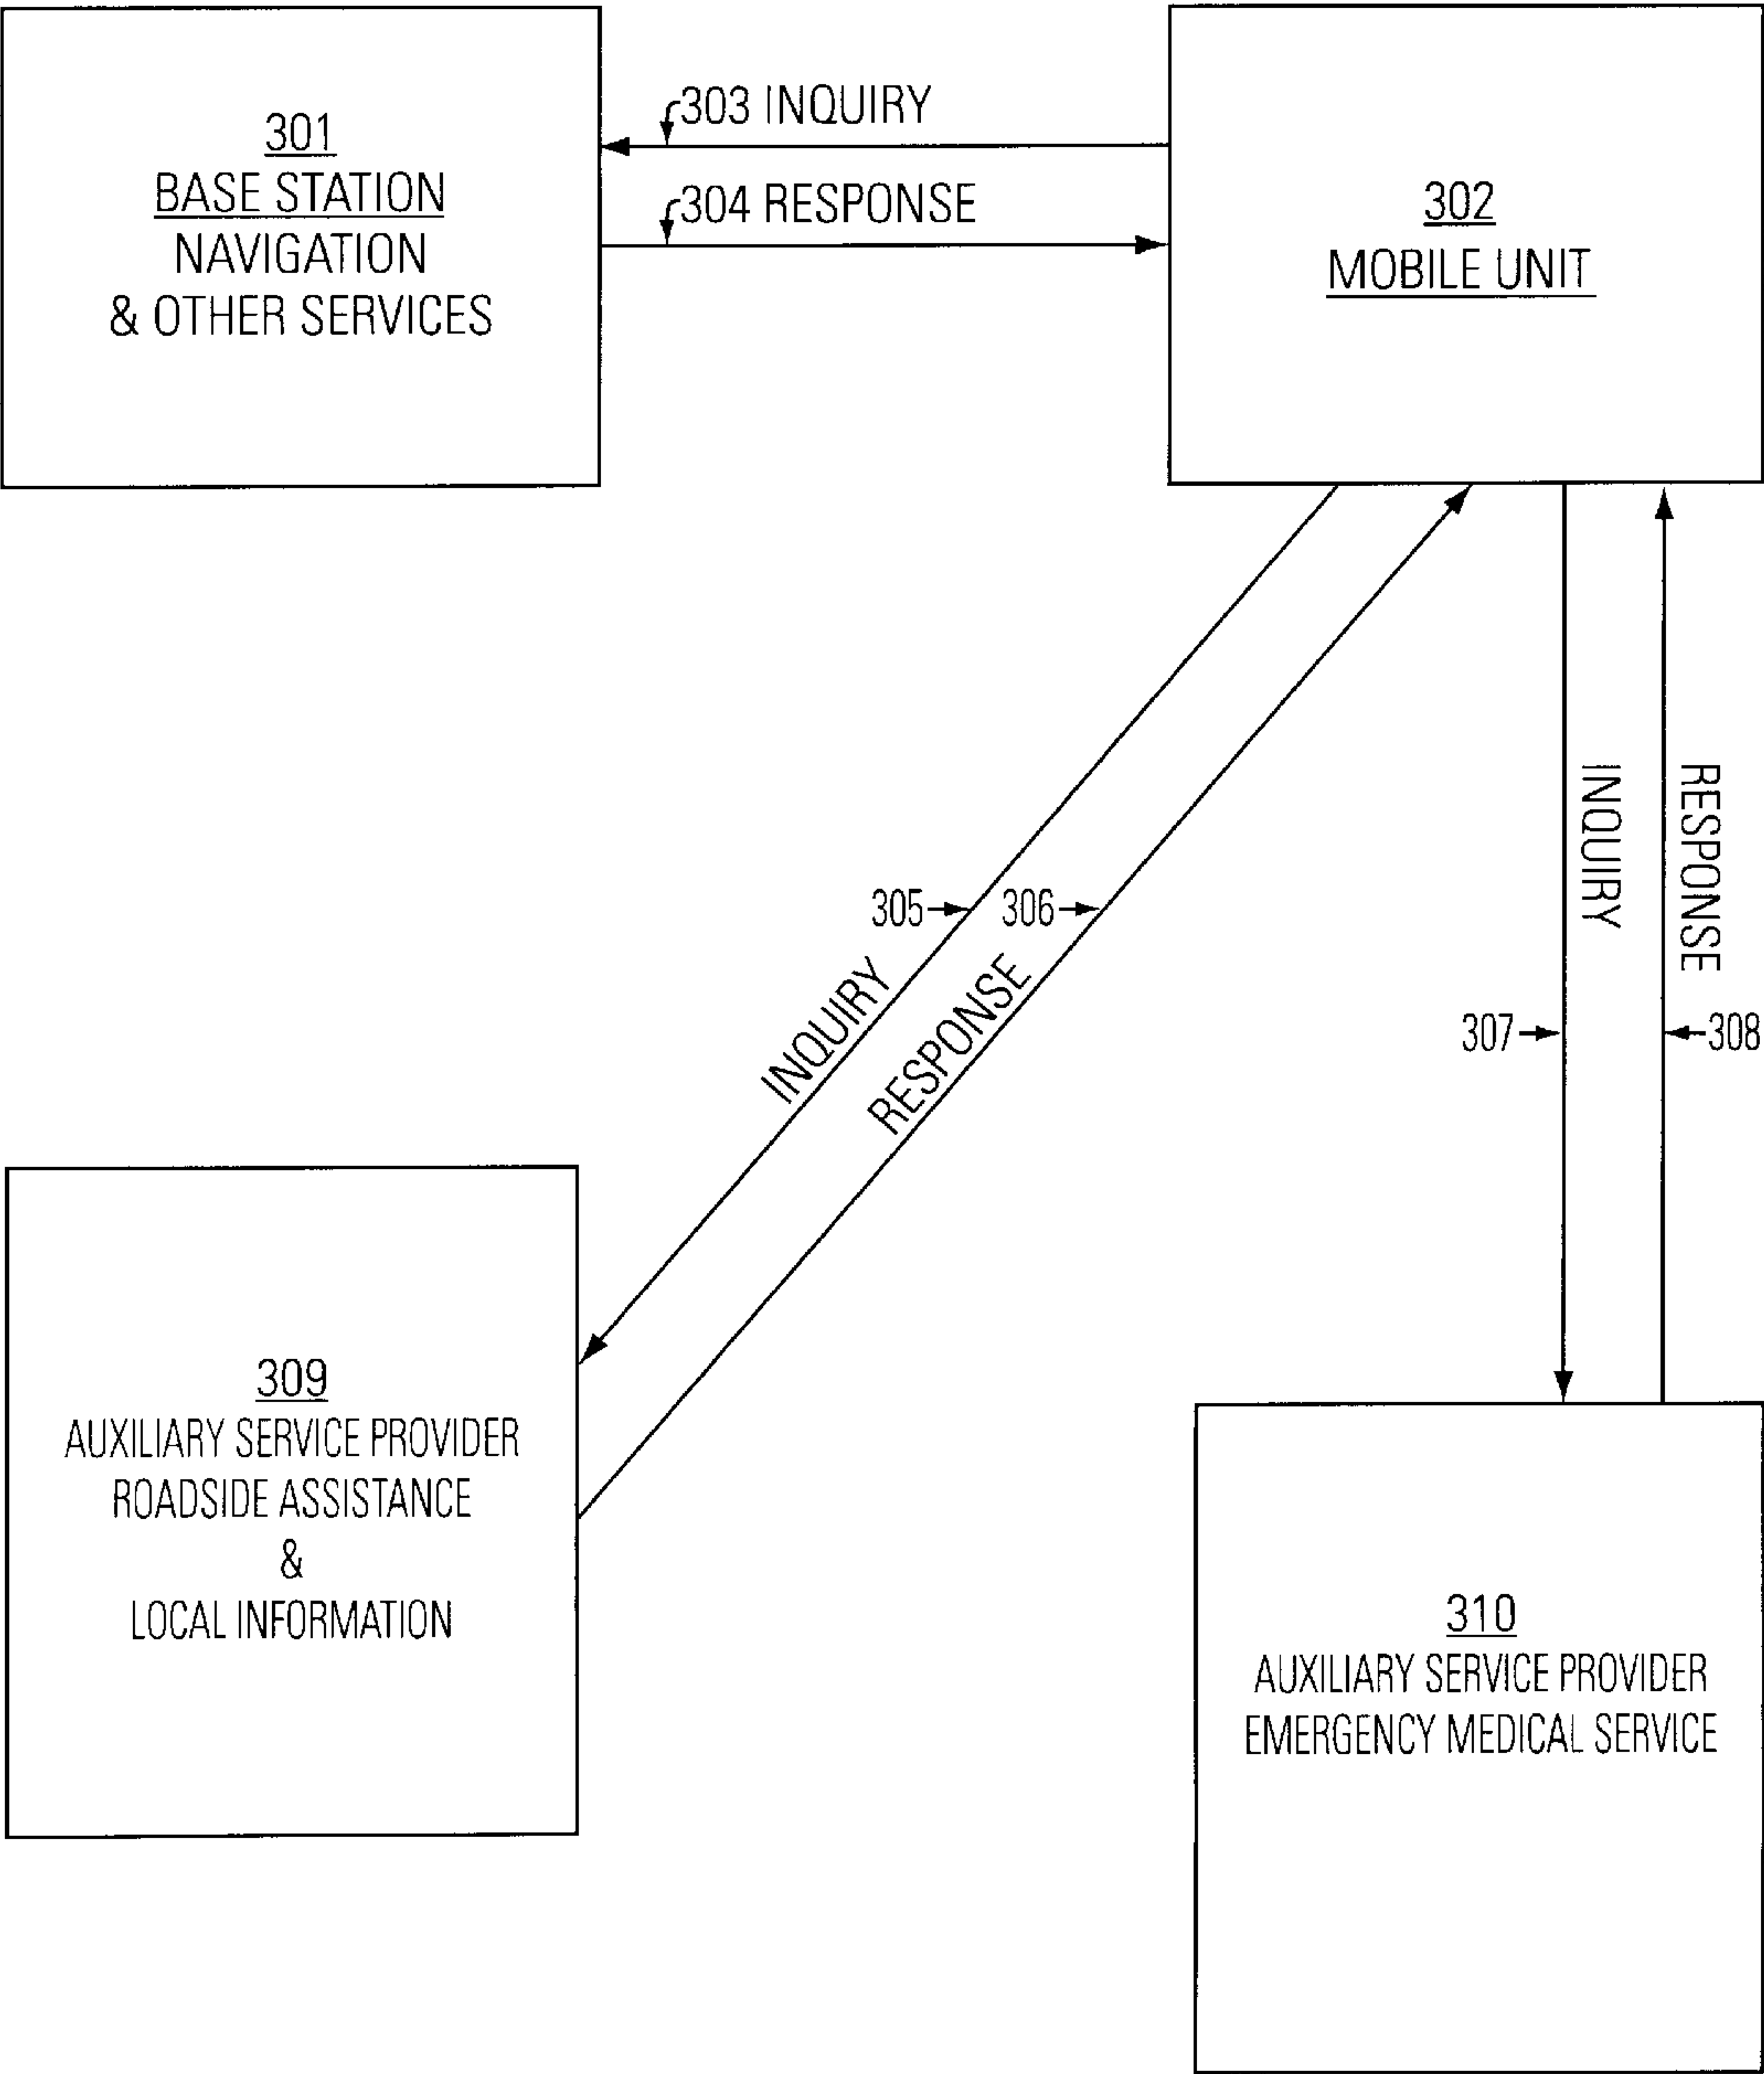 301
BASE STATION
NAVIGATION
& OTHER SERVICES
303 INQUIRY
304 RESPONSE
302
MOBILE UNIT
305
306
INQUIRY
RESPONSE
INQUIRY
RESPONSE
307
308
309
AUXILIARY SERVICE PROVIDER
ROADSIDE ASSISTANCE
&
LOCAL INFORMATION
310
AUXILIARY SERVICE PROVIDER
EMERGENCY MEDICAL SERVICE